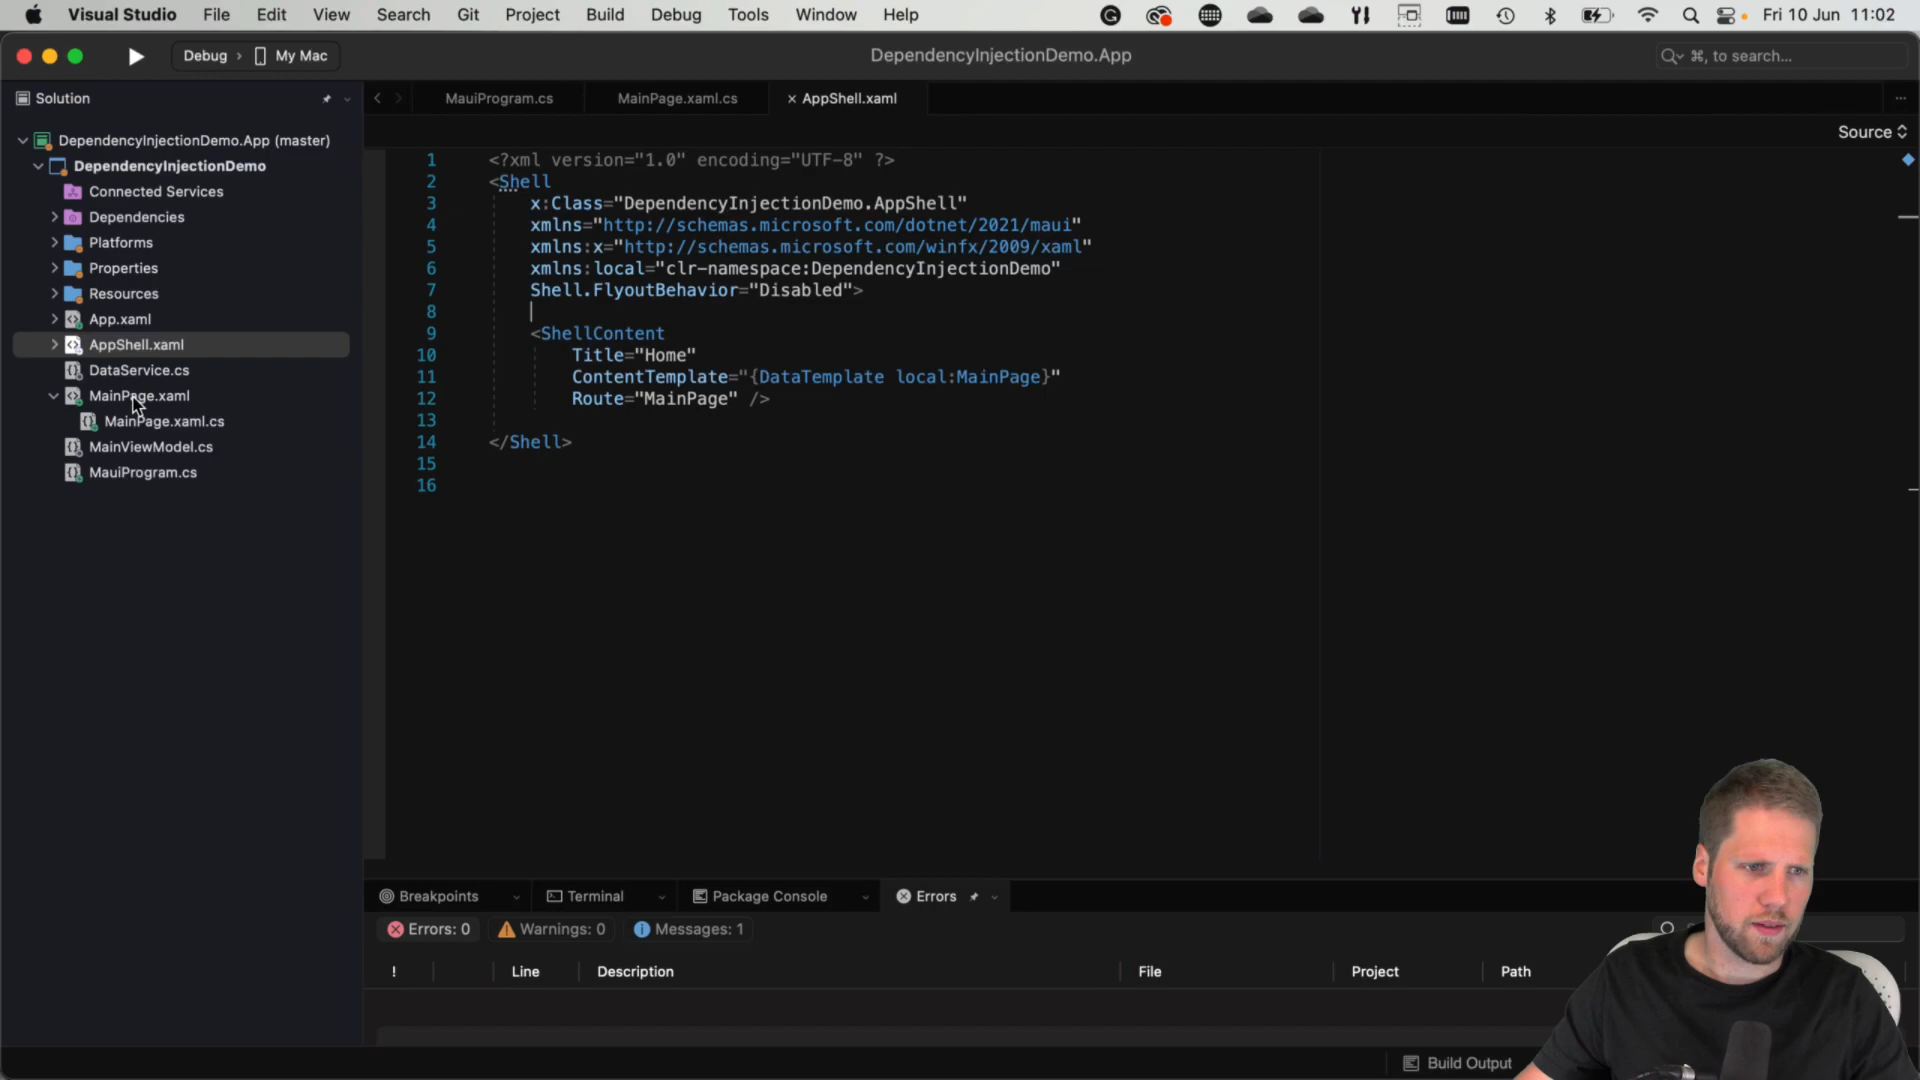 Visual Studio File Edit View Search Git Project Build Debug Tools Window Help Fri 10 Jun 11:02
Debug › My Mac DependencyInjectionDemo.App ⌘, to search...
Solution MauiProgram.cs MainPage.xaml.cs × AppShell.xaml
Source
DependencyInjectionDemo.App (master)
DependencyInjectionDemo
Connected Services
Dependencies
Platforms
Properties
Resources
App.xaml
AppShell.xaml
DataService.cs
MainPage.xaml
MainPage.xaml.cs
MainViewModel.cs
MauiProgram.cs
1 <?xml version="1.0" encoding="UTF-8" ?>
2 <Shell
3 x:Class="DependencyInjectionDemo.AppShell"
4 xmlns="http://schemas.microsoft.com/dotnet/2021/maui"
5 xmlns:x="http://schemas.microsoft.com/winfx/2009/xaml"
6 xmlns:local="clr-namespace:DependencyInjectionDemo"
7 Shell.FlyoutBehavior="Disabled">
8
9 <ShellContent
10 Title="Home"
11 ContentTemplate="{DataTemplate local:MainPage}"
12 Route="MainPage" />
13
14 </Shell>
15
16
Breakpoints Terminal Package Console Errors
Errors: 0 Warnings: 0 Messages: 1
! Line Description File Project Path
Build Output